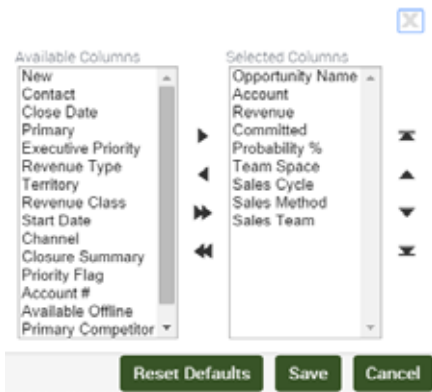 Available Columns
New
Contact
Close Date
Primary
Executive Priority
Revenue Type
Territory
Revenue Class
Start Date
Channel
Closure Summary
Priority Flag
Account #
Available Offline
Primary Competitor
Selected Columns
Opportunity Name
Account
Revenue
Committed
Probability %
Team Space
Sales Cycle
Sales Method
Sales Team
Reset Defaults
Save
Cancel